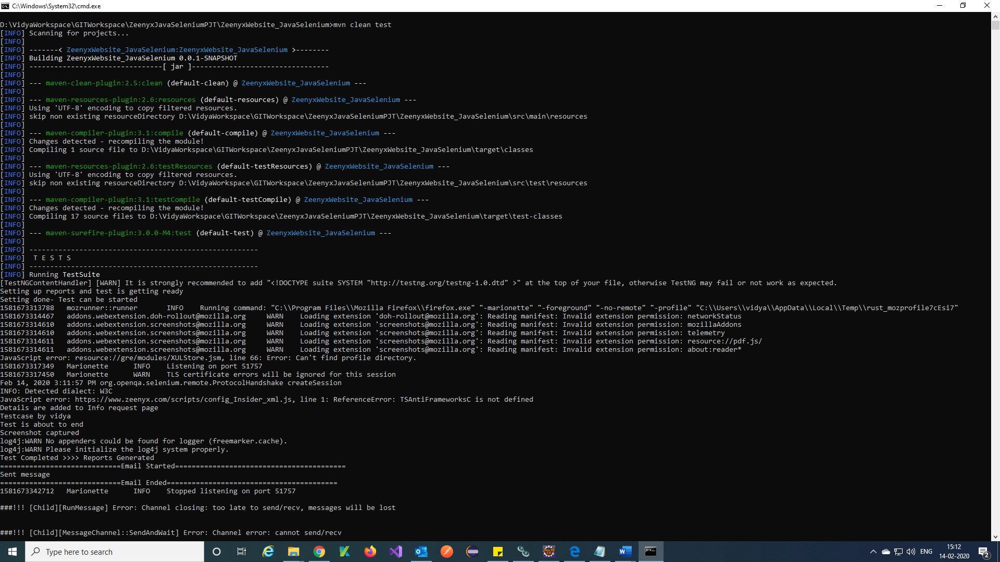 C:\Windows\System32\cmd.exe
D:\VidyaWorkspace\GITWorkspace\ZeenyxJavaSeleniumPJT\ZeenyxWebsite_JavaSelenium>mvn clean test
[INFO] Scanning for projects...
[INFO]
[INFO] -------< ZeenyxWebsite_JavaSelenium:ZeenyxWebsite_JavaSelenium >--------
[INFO] Building ZeenyxWebsite_JavaSelenium 0.0.1-SNAPSHOT
[INFO] --------------------------------[ jar ]---------------------------------
[INFO]
[INFO] --- maven-clean-plugin:2.5:clean (default-clean) @ ZeenyxWebsite_JavaSelenium ---
[INFO]
[INFO] --- maven-resources-plugin:2.6:resources (default-resources) @ ZeenyxWebsite_JavaSelenium ---
[INFO] Using 'UTF-8' encoding to copy filtered resources.
[INFO] skip non existing resourceDirectory D:\VidyaWorkspace\GITWorkspace\ZeenyxJavaSeleniumPJT\ZeenyxWebsite_JavaSelenium\src\main\resources
[INFO]
[INFO] --- maven-compiler-plugin:3.1:compile (default-compile) @ ZeenyxWebsite_JavaSelenium ---
[INFO] Changes detected - recompiling the module!
[INFO] Compiling 1 source file to D:\VidyaWorkspace\GITWorkspace\ZeenyxJavaSeleniumPJT\ZeenyxWebsite_JavaSelenium\target\classes
[INFO]
[INFO] --- maven-resources-plugin:2.6:testResources (default-testResources) @ ZeenyxWebsite_JavaSelenium ---
[INFO] Using 'UTF-8' encoding to copy filtered resources.
[INFO] skip non existing resourceDirectory D:\VidyaWorkspace\GITWorkspace\ZeenyxJavaSeleniumPJT\ZeenyxWebsite_JavaSelenium\src\test\resources
[INFO]
[INFO] --- maven-compiler-plugin:3.1:testCompile (default-testCompile) @ ZeenyxWebsite_JavaSelenium ---
[INFO] Changes detected - recompiling the module!
[INFO] Compiling 17 source files to D:\VidyaWorkspace\GITWorkspace\ZeenyxJavaSeleniumPJT\ZeenyxWebsite_JavaSelenium\target\test-classes
[INFO]
[INFO] --- maven-surefire-plugin:3.0.0-M4:test (default-test) @ ZeenyxWebsite_JavaSelenium ---
[INFO]
[INFO] -------------------------------------------------------
[INFO]  T E S T S
[INFO] -------------------------------------------------------
[INFO] Running TestSuite
[TestNGContentHandler] [WARN] It is strongly recommended to add "<!DOCTYPE suite SYSTEM "http://testng.org/testng-1.0.dtd" >" at the top of your file, otherwise TestNG may fail or not work as expected.
Setting up reports and test is getting ready
Setting done- Test can be started
1581673313788   mozrunner::runner       INFO    Running command: "C:\\Program Files\\Mozilla Firefox\\firefox.exe" "-marionette" "-foreground" "-no-remote" "-profile" "C:\\Users\\vidya\\AppData\\Local\\Temp\\rust_mozprofile7cEsi7"
1581673314467   addons.webextension.doh-rollout@mozilla.org     WARN    Loading extension 'doh-rollout@mozilla.org': Reading manifest: Invalid extension permission: networkStatus
1581673314610   addons.webextension.screenshots@mozilla.org     WARN    Loading extension 'screenshots@mozilla.org': Reading manifest: Invalid extension permission: mozillaAddons
1581673314610   addons.webextension.screenshots@mozilla.org     WARN    Loading extension 'screenshots@mozilla.org': Reading manifest: Invalid extension permission: telemetry
1581673314611   addons.webextension.screenshots@mozilla.org     WARN    Loading extension 'screenshots@mozilla.org': Reading manifest: Invalid extension permission: resource://pdf.js/
1581673314611   addons.webextension.screenshots@mozilla.org     WARN    Loading extension 'screenshots@mozilla.org': Reading manifest: Invalid extension permission: about:reader*
JavaScript error: resource://gre/modules/XULStore.jsm, line 66: Error: Can't find profile directory.
1581673317349   Marionette      INFO    Listening on port 51757
1581673317450   Marionette      WARN    TLS certificate errors will be ignored for this session
Feb 14, 2020 3:11:57 PM org.openqa.selenium.remote.ProtocolHandshake createSession
INFO: Detected dialect: W3C
JavaScript error: https://www.zeenyx.com/scripts/config_Insider_xml.js, line 1: ReferenceError: TSAntiFrameworksC is not defined
Details are added to Info request page
Testcase by vidya
Test is about to end
Screenshot captured
log4j:WARN No appenders could be found for logger (freemarker.cache).
log4j:WARN Please initialize the log4j system properly.
Test Completed >>>> Reports Generated
=============================Email Started=========================================
Sent message
=============================Email Ended=========================================
1581673342712   Marionette      INFO    Stopped listening on port 51757
###!!! [Child][RunMessage] Error: Channel closing: too late to send/recv, messages will be lost
###!!! [Child][MessageChannel::SendAndWait] Error: Channel error: cannot send/recv
Type here to search
ENG
15:12
14-02-2020
2